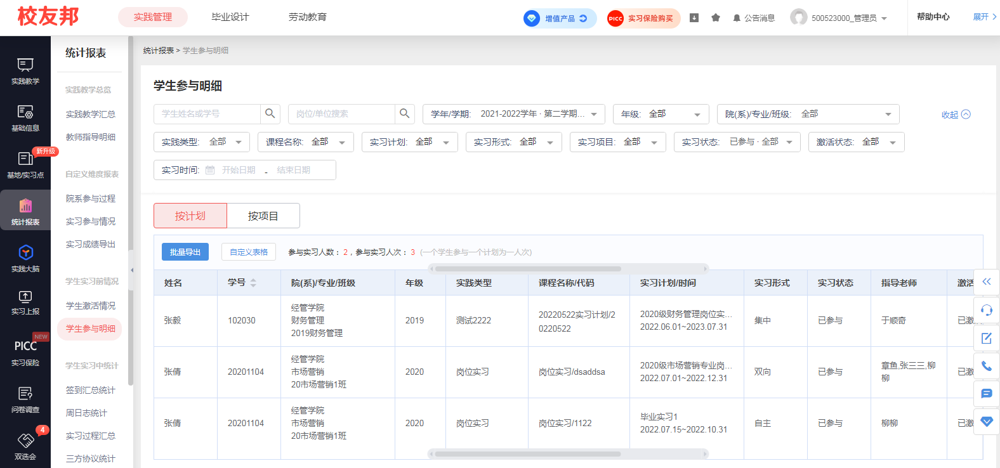 校友邦
实践管理
毕业设计
劳动教育
增值产品
PICC 实习保险购买
公告消息
500523000_管理员
帮助中心
展开
实践教学
基础信息
新升级
基地/实习点
统计报表
实践大脑
实习上报
NEW
PICC
实习保险
问卷调查
4
双选会
统计报表
实践教学总览
实践教学汇总
教师指导明细
自定义维度报表
院系参与过程
实习参与情况
实习成绩导出
学生实习前情况
学生激活情况
学生参与明细
学生实习中统计
签到汇总统计
周日志统计
实习过程汇总
三方协议统计
统计报表 > 学生参与明细
学生参与明细
学生姓名或学号
岗位/单位搜索
学年/学期: 2021-2022学年 · 第二学期...
年级: 全部
院(系)/专业/班级: 全部
收起
实践类型: 全部
课程名称: 全部
实习计划: 全部
实习形式: 全部
实习项目: 全部
实习状态: 已参与 · 全部
激活状态: 全部
实习时间: 开始日期 - 结束日期
按计划
按项目
批量导出
自定义表格
参与实习人数：2，参与实习人次：3 (一个学生参与一个计划为一人次)
姓名 学号 院(系)/专业/班级 年级 实践类型 课程名称/代码 实习计划/时间 实习形式 实习状态 指导老师 激活
张毅 102030
经管学院
财务管理
2019财务管理
2019 测试2222
20220522实习计划/2
0220522
2020级财务管理岗位实...
2022.06.01~2023.07.31
集中 已参与 于顺奇 已激
张倩 20201104
经管学院
市场营销
20市场营销1班
2020 岗位实习 岗位实习/dsaddsa
2020级市场营销专业岗...
2022.07.01~2022.12.31
双向 已参与
章鱼,张三三,柳
柳
已激
张倩 20201104
经管学院
市场营销
20市场营销1班
2020 岗位实习 岗位实习/1122
毕业实习1
2022.07.15~2022.10.31
自主 已参与 柳柳 已激